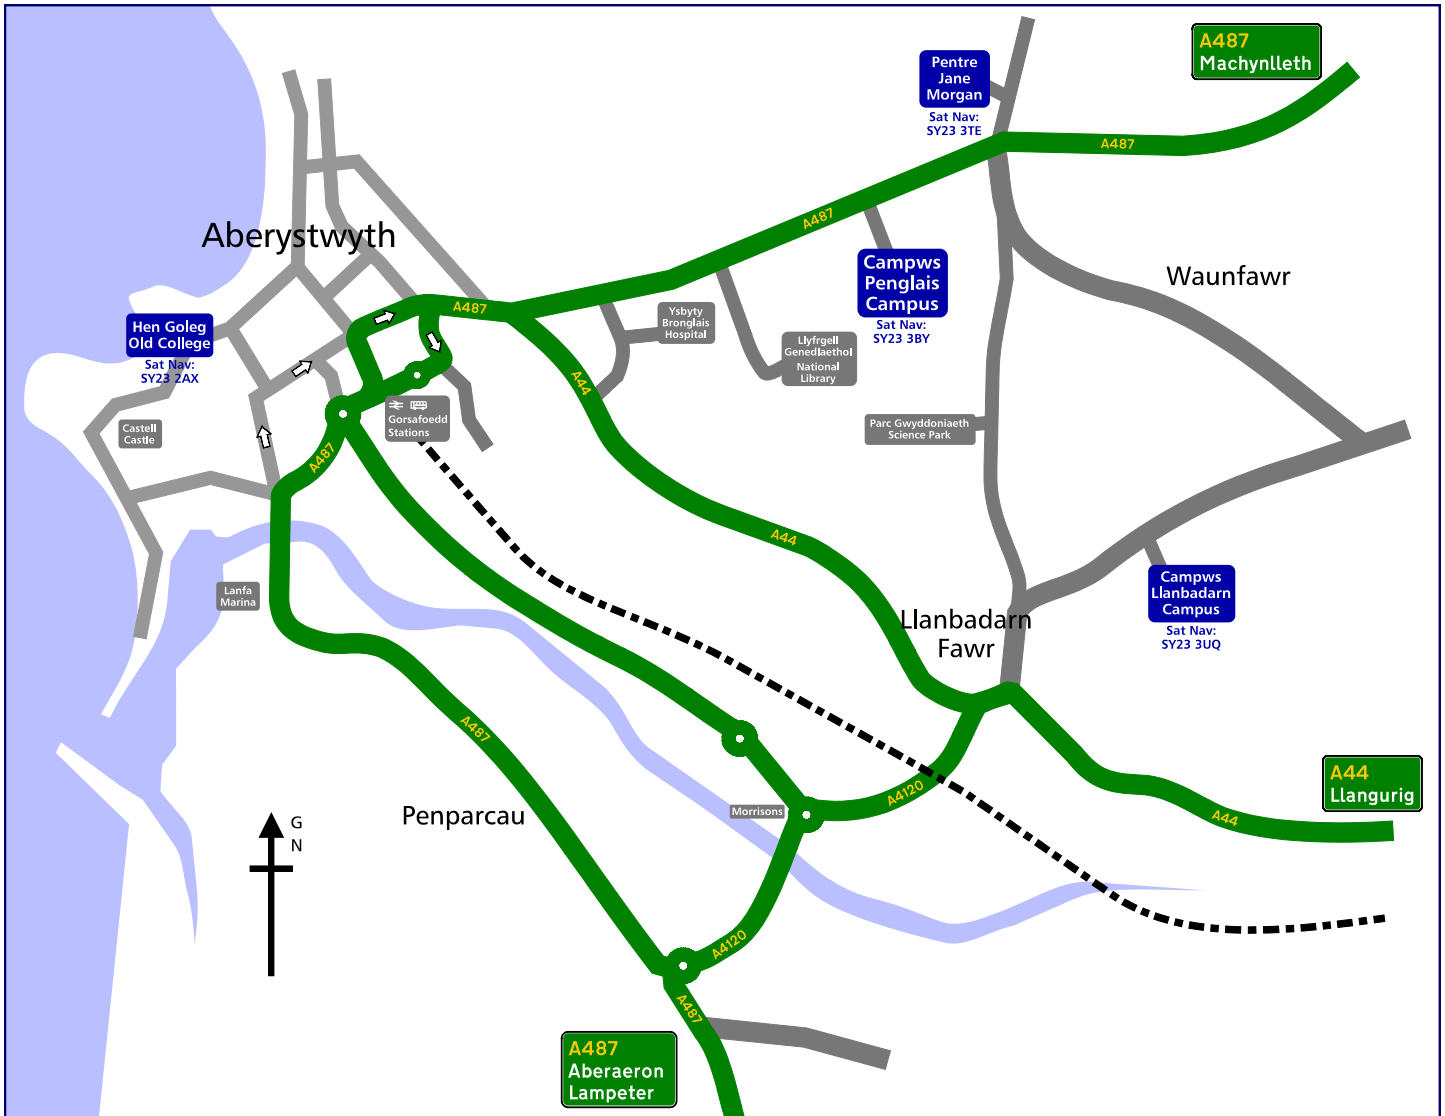 A487
Machynlleth
Pentre
Jane
Morgan
Sat Nav:
SY23 3TE
A487
A487
Aberystwyth
Campws
Penglais
Campus
Sat Nav:
SY23 3BY
Waunfawr
A487
Ysbyty
Bronglais
Hospital
Hen Goleg
Old College
Sat Nav:
SY23 2AX
Llyfrgell
Genedlaethol
National
Library
A44
Castell
Castle
Gorsafoedd
Stations
Parc Gwyddoniaeth
Science Park
A487
A44
Lanfa
Marina
Campws
Llanbadarn
Campus
Sat Nav:
SY23 3UQ
Llanbadarn
Fawr
A487
A44
Llangurig
A4120
Morrisons
Penparcau
G
N
A44
A4120
A487
A487
Aberaeron
Lampeter